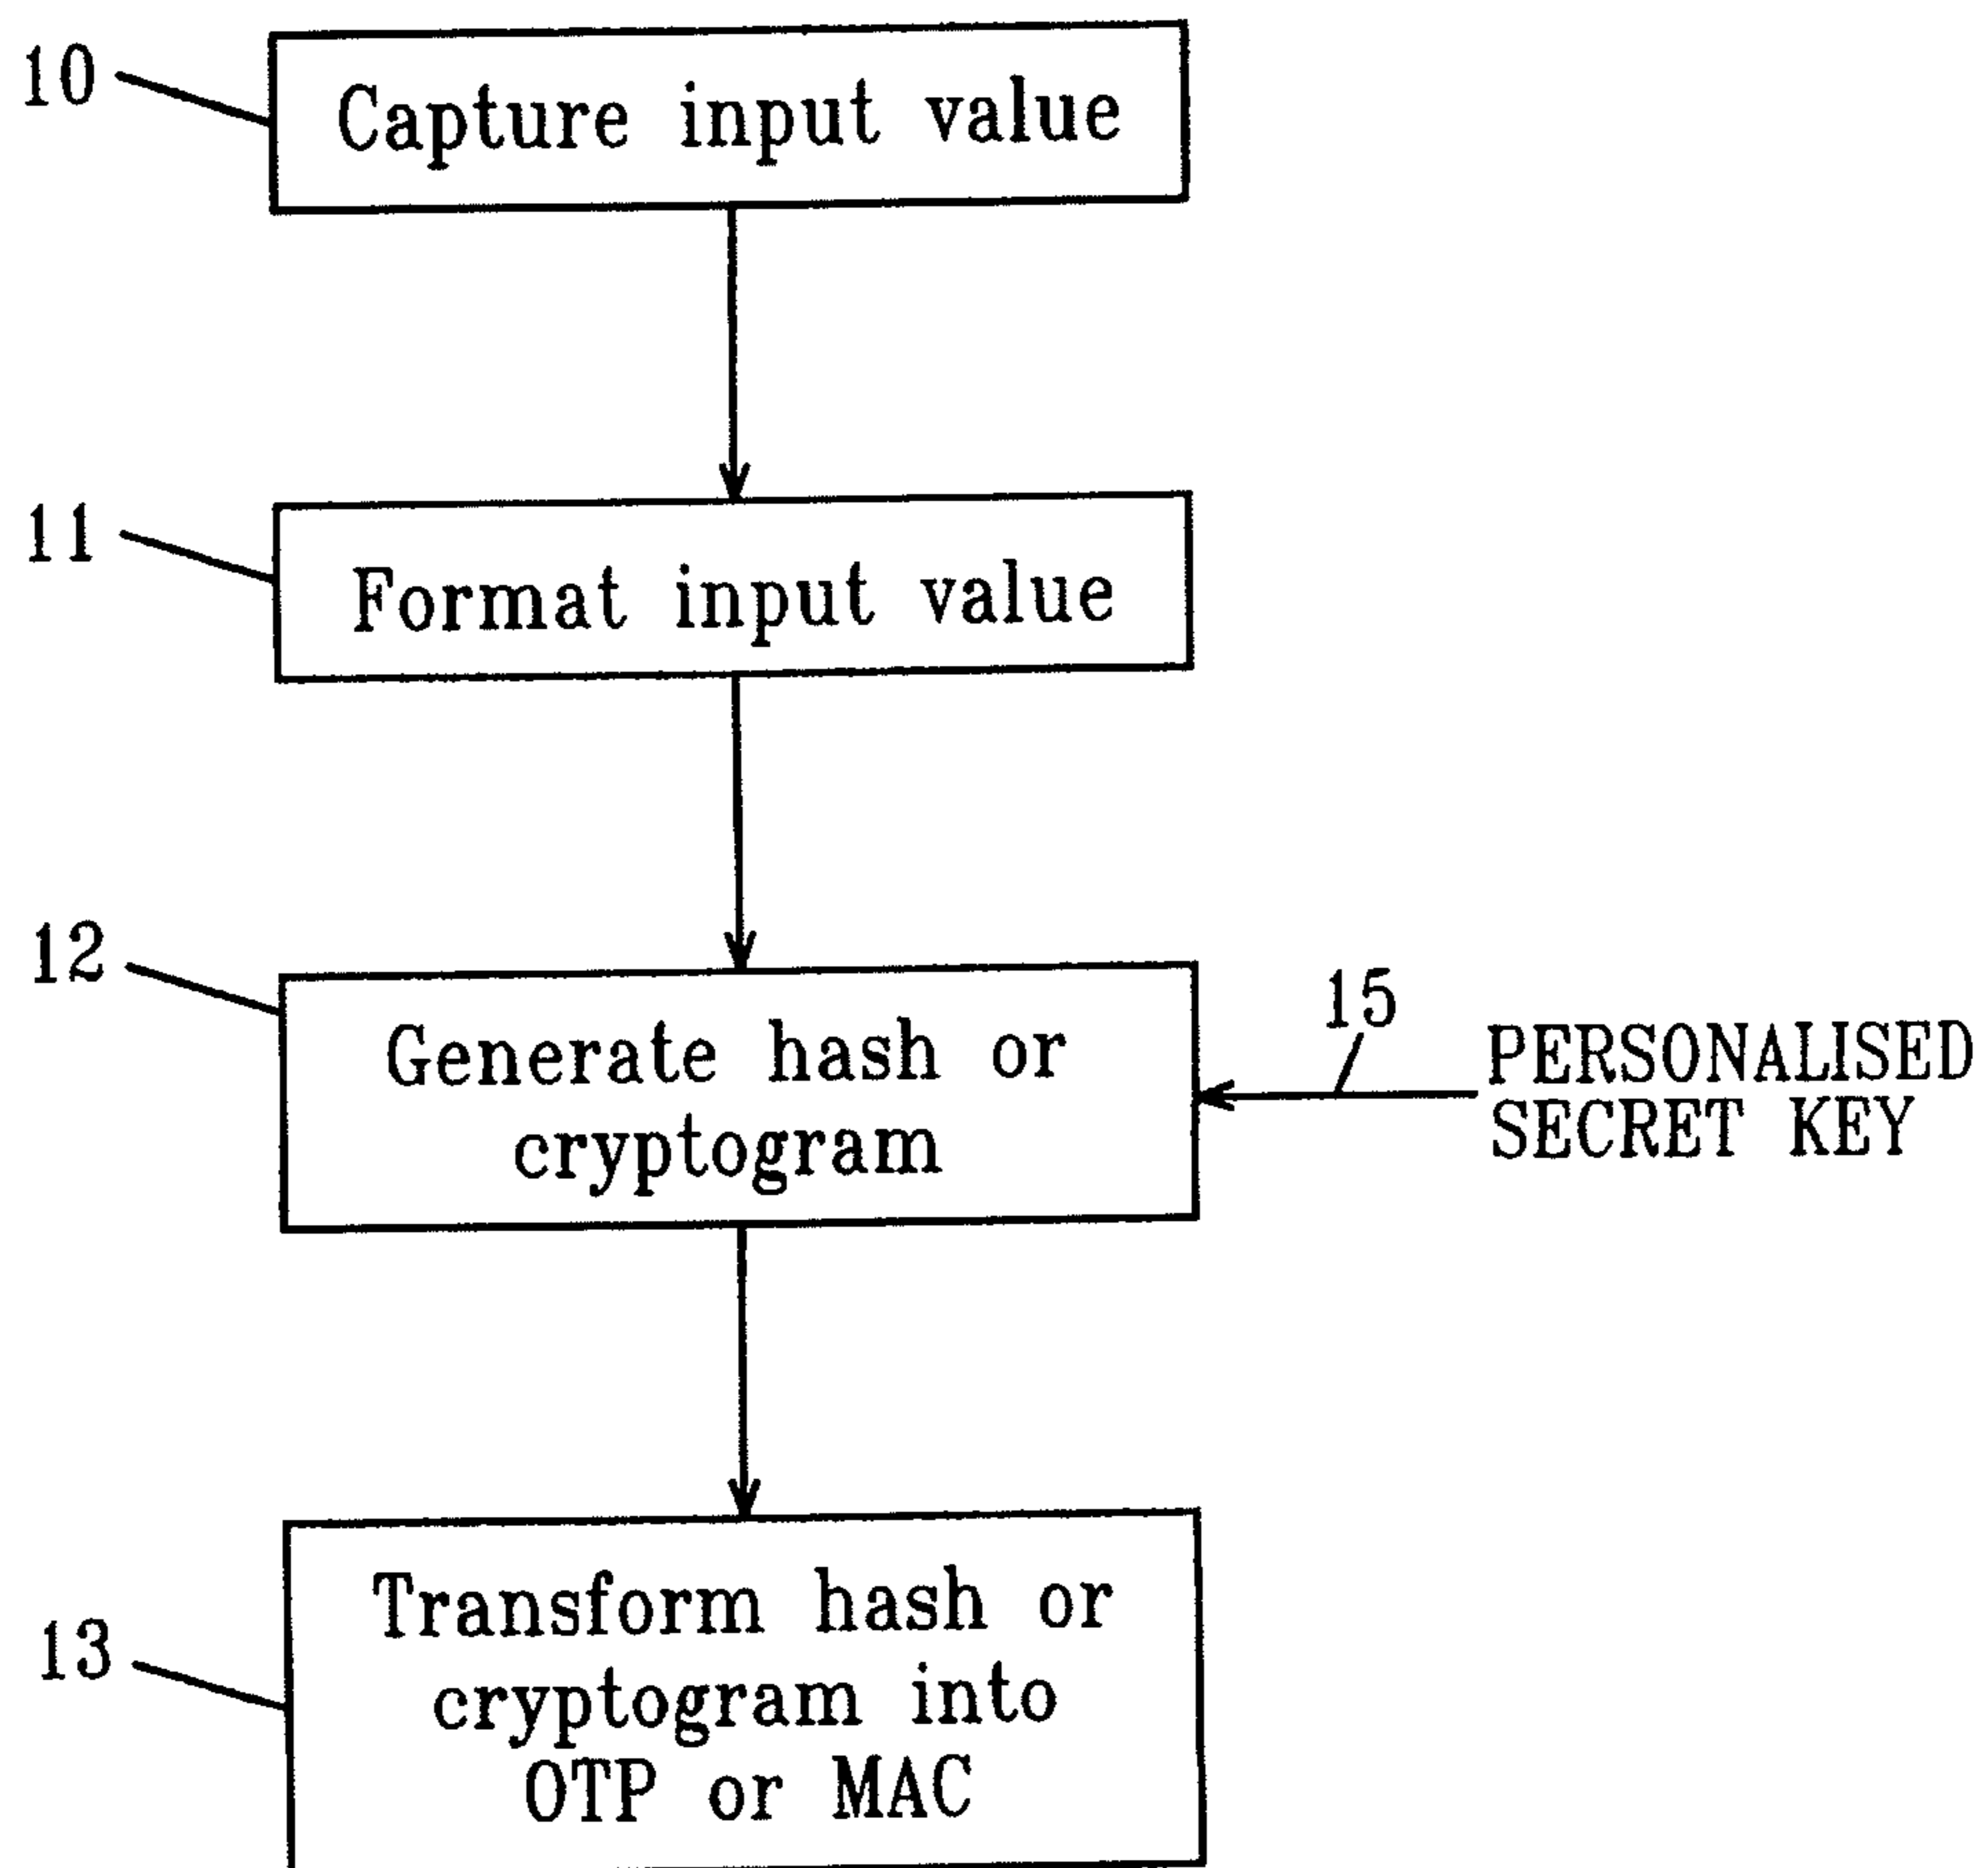 10
Capture input value
11
Format input value
12
Generate hash or
cryptogram
15
PERSONALISED
SECRET KEY
13
Transform hash or
cryptogram into
OTP or MAC